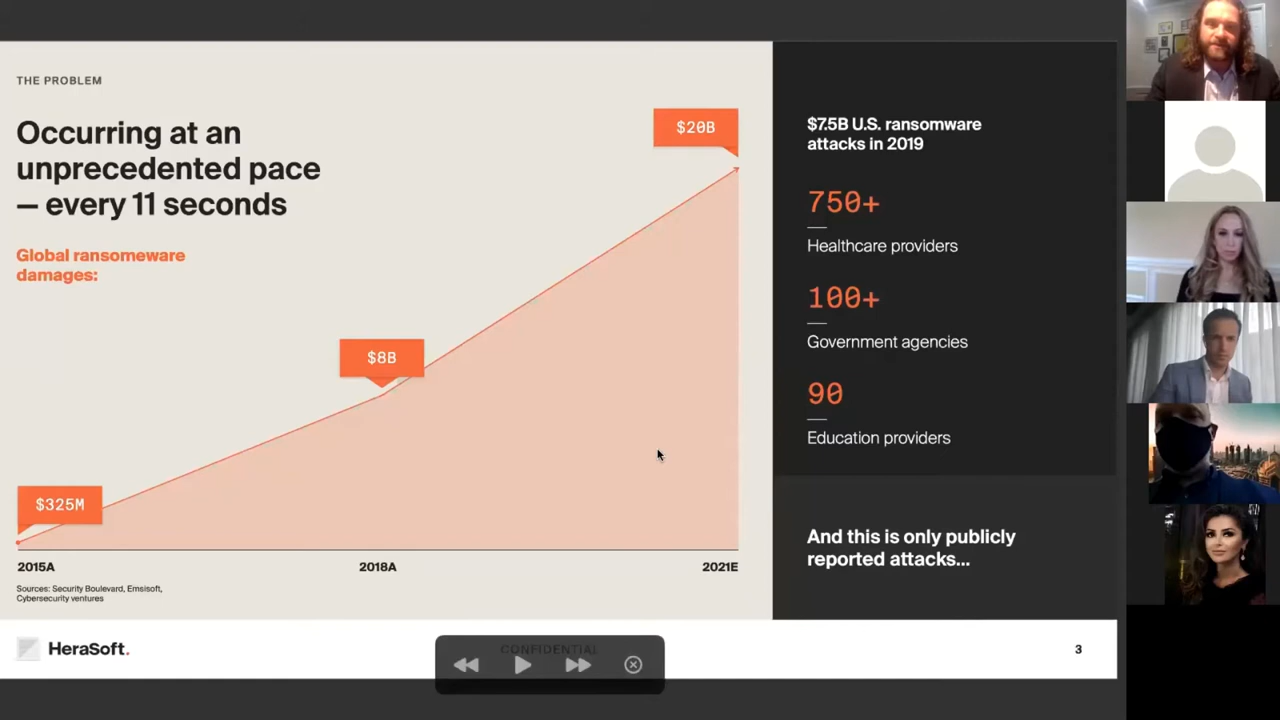 THE PROBLEM
Occurring at an
unprecedented pace
— every 11 seconds
Global ransomeware
damages:
$20B
$8B
$325M
2015A
2018A
2021E
Sources: Security Boulevard, Emsisoft,
Cybersecurity ventures
$7.5B U.S. ransomware
attacks in 2019
750+
Healthcare providers
100+
Government agencies
90
Education providers
And this is only publicly
reported attacks...
HeraSoft.
CONFIDENTIAL
3